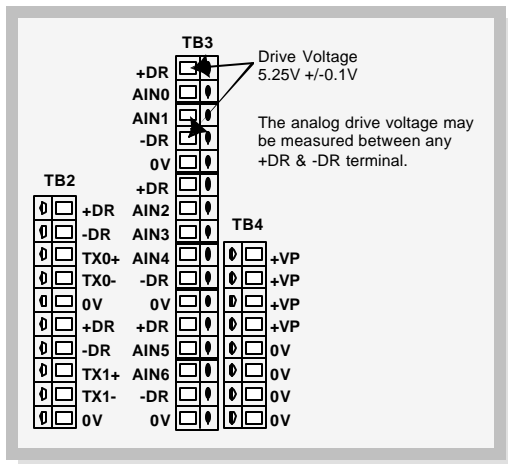 TB3
Drive Voltage
5.25V +/-0.1V
The analog drive voltage may
be measured between any
+DR & -DR terminal.
+DR
AIN0
AIN1
-DR
0V
+DR
AIN2
AIN3
AIN4
-DR
0V
+DR
AIN5
AIN6
-DR
0V
TB2
+DR
-DR
TX0+
TX0-
0V
+DR
-DR
TX1+
TX1-
0V
TB4
+VP
+VP
+VP
+VP
0V
0V
0V
0V